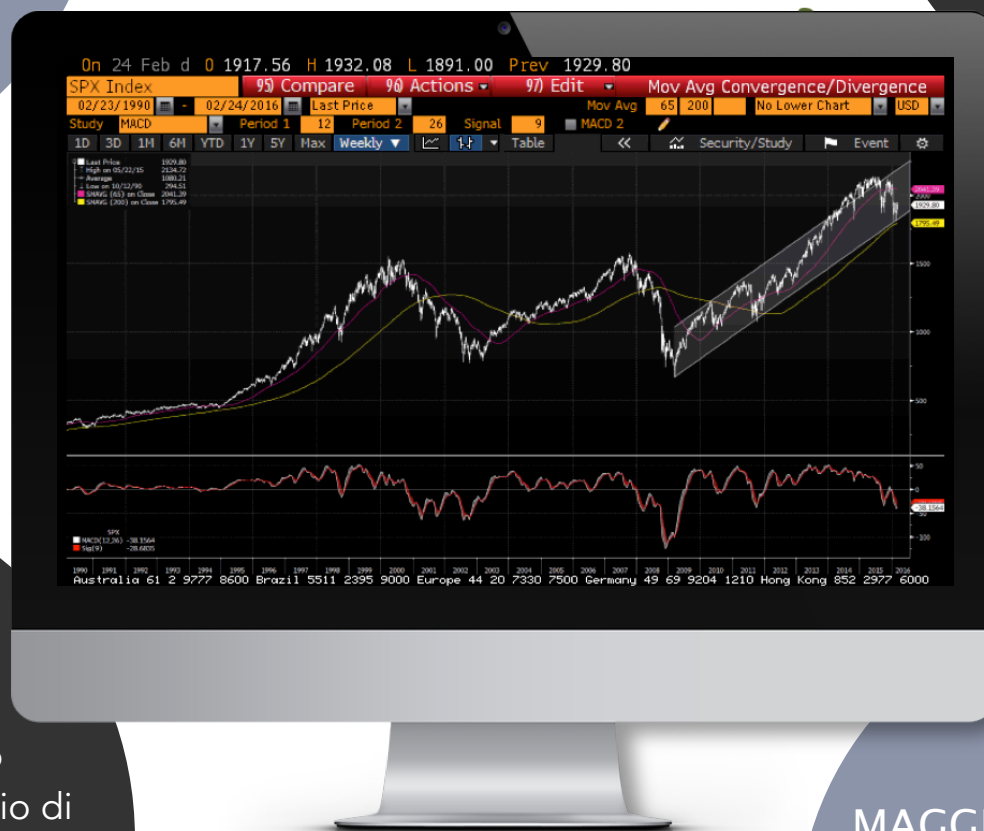 On 24 Feb d O 1917.56 H 1932.08 L 1891.00 Prev 1929.80
SPX Index 95) Compare 96) Actions 97) Edit Mov Avg Convergence/Divergence
02/23/1990 - 02/24/2016 Last Price Mov Avg 65 200 No Lower Chart USD
Study MACD Period 1 12 Period 2 26 Signal 9 MACD 2
1D 3D 1M 6M YTD 1Y 5Y Max Weekly ▼ Table « Security/Study Event
Last Price 1929.80
High on 05/22/15 2134.72
Average 1080.21
Low on 10/12/90 294.51
SMAVG (65) on Close 2041.39
SMAVG (200) on Close 1795.49
2041.39
2000
1929.80
1795.49
1500
1000
500
50
0
-38.1564
-50
-100
SPX
MACD(12,26) -38.1564
Sig(9) -28.6835
1990 1991 1992 1993 1994 1995 1996 1997 1998 1999 2000 2001 2002 2003 2004 2005 2006 2007 2008 2009 2010 2011 2012 2013 2014 2015 2016
Australia 61 2 9777 8600 Brazil 5511 2395 9000 Europe 44 20 7330 7500 Germany 49 69 9204 1210 Hong Kong 852 2977 6000
io di